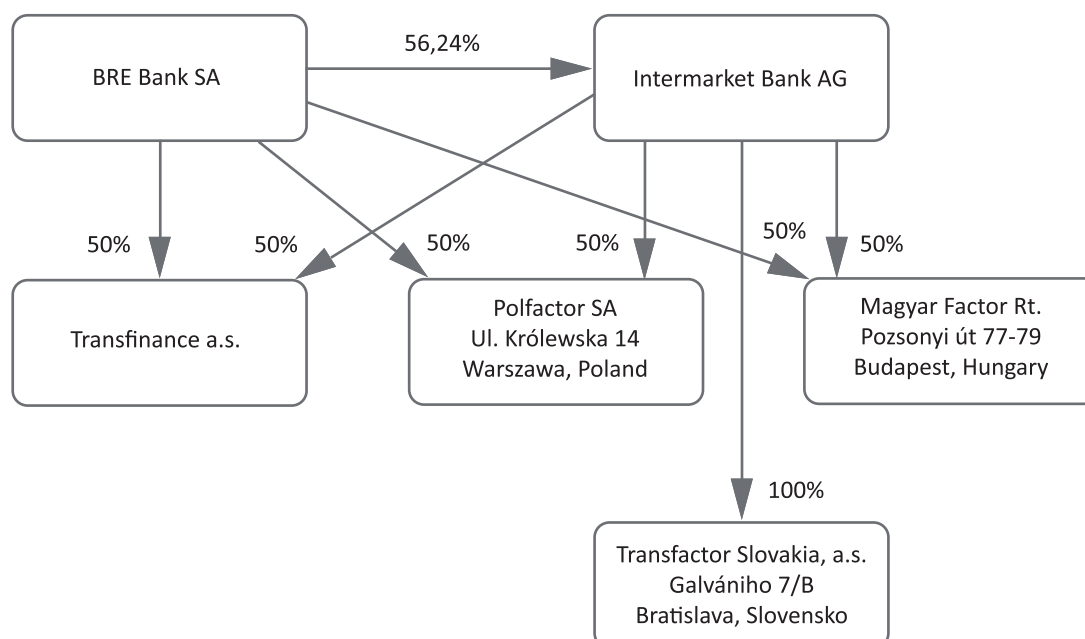 BRE Bank SA
56,24%
Intermarket Bank AG
50%
50%
50%
50%
50%
50%
Transfinance a.s.
Polfactor SA
Ul. Królewska 14
Warszawa, Poland
Magyar Factor Rt.
Pozsonyi út 77-79
Budapest, Hungary
100%
Transfactor Slovakia, a.s.
Galvániho 7/B
Bratislava, Slovensko